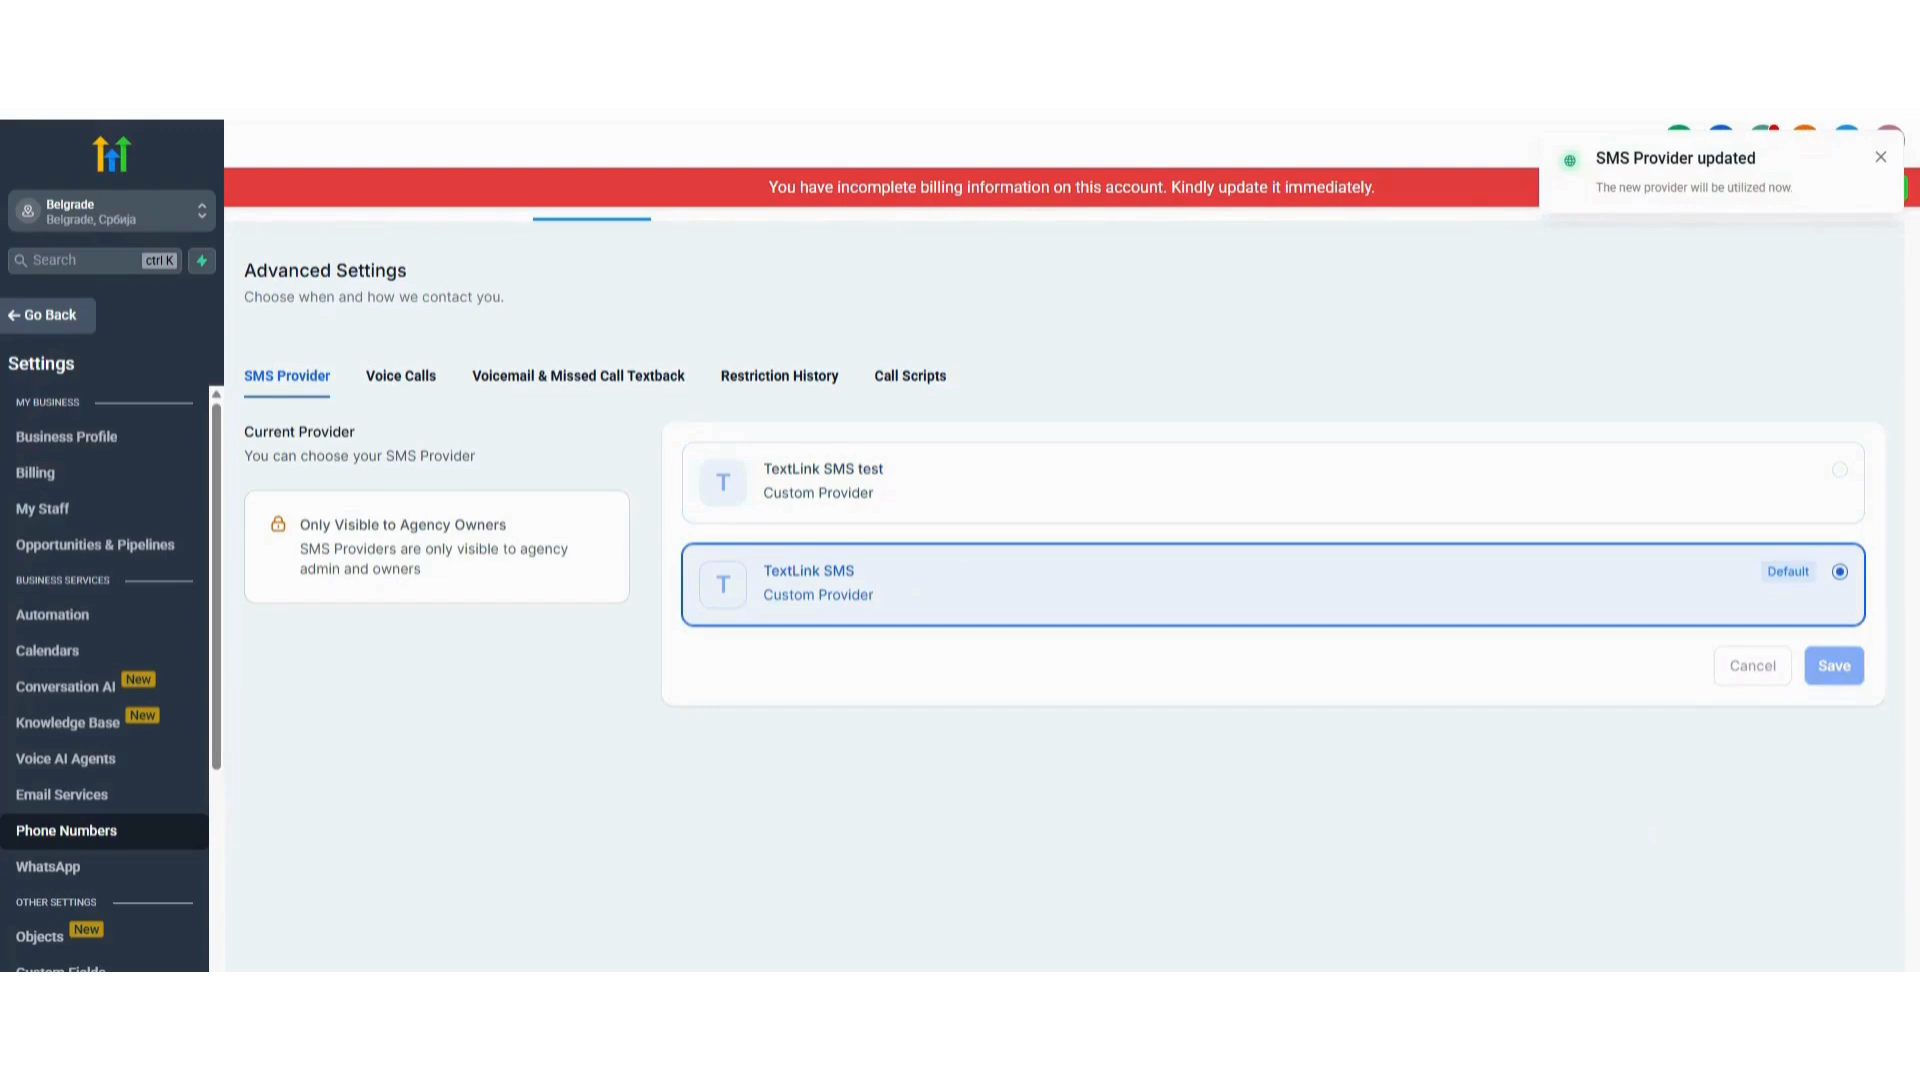 Belgrade
Belgrade, Србија
Search
ctrl K
Go Back
Settings
MY BUSINESS
Business Profile
Billing
My Staff
Opportunities & Pipelines
BUSINESS SERVICES
Automation
Calendars
Conversation AI New
Knowledge Base New
Voice AI Agents
Email Services
Phone Numbers
WhatsApp
OTHER SETTINGS
Objects New
Custom Fields
You have incomplete billing information on this account. Kindly update it immediately.
SMS Provider updated
The new provider will be utilized now.
Advanced Settings
Choose when and how we contact you.
SMS Provider Voice Calls Voicemail & Missed Call Textback Restriction History Call Scripts
Current Provider
You can choose your SMS Provider
Only Visible to Agency Owners
SMS Providers are only visible to agency
admin and owners
T
TextLink SMS test
Custom Provider
T
TextLink SMS
Custom Provider
Default
Cancel Save